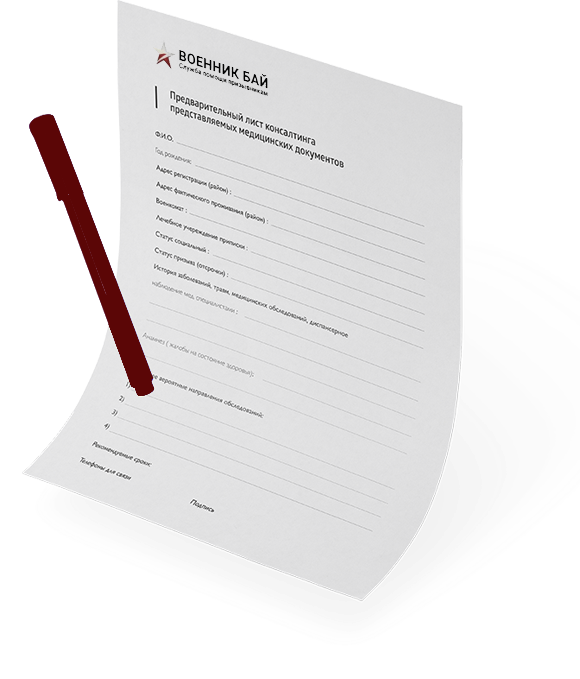 ВОЕННИК БАЙ
Служба помощи призывникам
Предварительный лист консалтинга
представляемых медицинских документов
Ф.И.О.
Год рождения:
Адрес регистрации (район) :
Адрес фактического проживания (район) :
Военкомат :
Лечебное учереждение приписки :
Статус социальный :
Статус призыва (отсрочки) :
История заболеваний, травм, медицинских обследований, диспансерное
наблюдение мед. специалистами :
Анамнез ( жалобы на состояние здоровья):
вероятные направления обследований:
1)
2)
3)
4)
Рекомендуемые сроки:
Телефоны для связи
Подпись